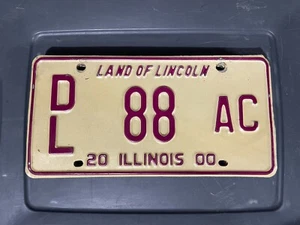 LAND OF LINCOLN
DL 88 AC
20 ILLINOIS 00